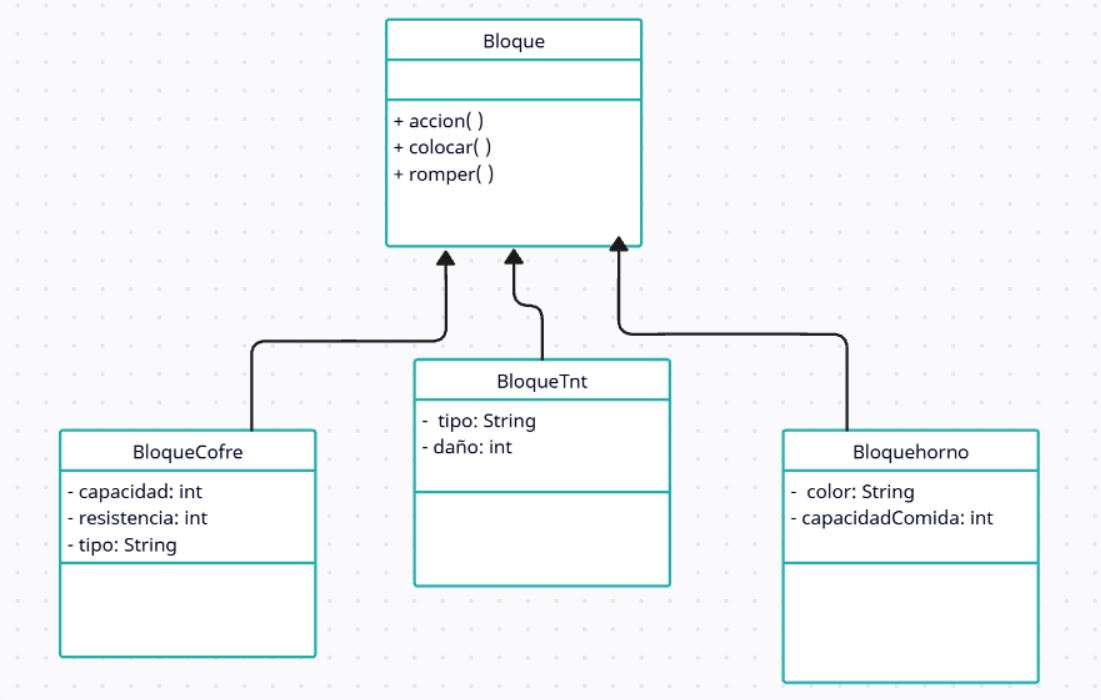 Bloque
+ accion( )
+ colocar( )
+ romper( )
BloqueTnt
-  tipo: String
- daño: int
BloqueCofre
- capacidad: int
- resistencia: int
- tipo: String
Bloquehorno
-  color: String
- capacidadComida: int